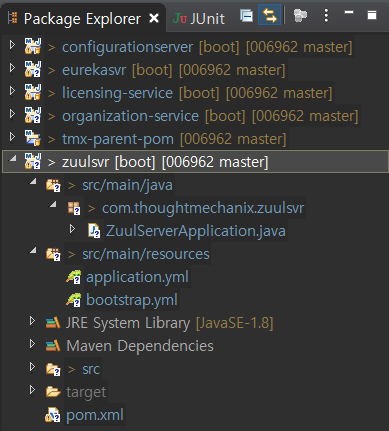 Package Explorer JUnit
> configurationserver [boot] [006962 master]
> eurekasvr [boot] [006962 master]
> licensing-service [boot] [006962 master]
> organization-service [boot] [006962 master]
> tmx-parent-pom [006962 master]
> zuulsvr [boot] [006962 master]
> src/main/java
> com.thoughtmechanix.zuulsvr
ZuulServerApplication.java
> src/main/resources
application.yml
bootstrap.yml
JRE System Library [JavaSE-1.8]
Maven Dependencies
> src
target
pom.xml